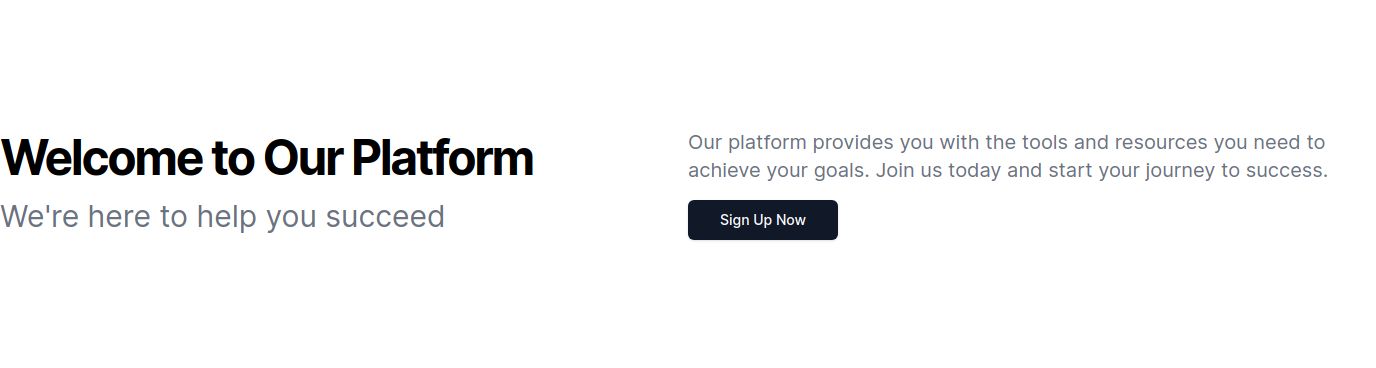 Welcome to Our Platform
We're here to help you succeed
Our platform provides you with the tools and resources you need to
achieve your goals. Join us today and start your journey to success.
Sign Up Now